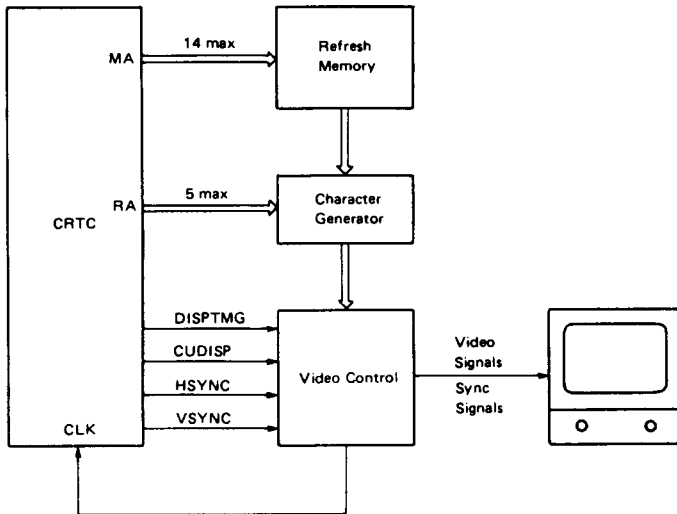 14 max
MA
Refresh
Memory
5 max
RA
Character
Generator
CRTC
DISPTMG
CUDISP
HSYNC
VSYNC
CLK
Video Control
Video
Signals
Sync
Signals